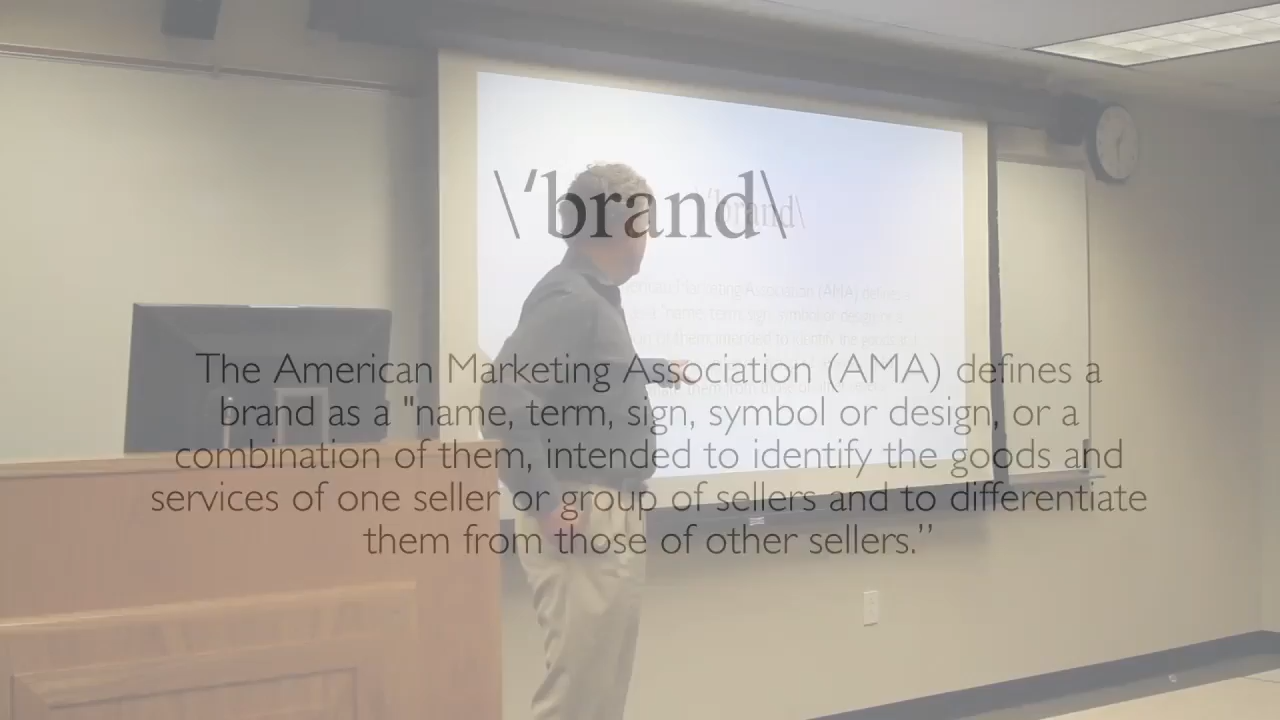 \ˈbrand\
\ˈbrand\
The American Marketing Association (AMA) defines a
brand as a "name, term, sign, symbol or design, or a
combination of them, intended to identify the goods and
services of one seller or group of sellers and to differentiate
them from those of other sellers.”